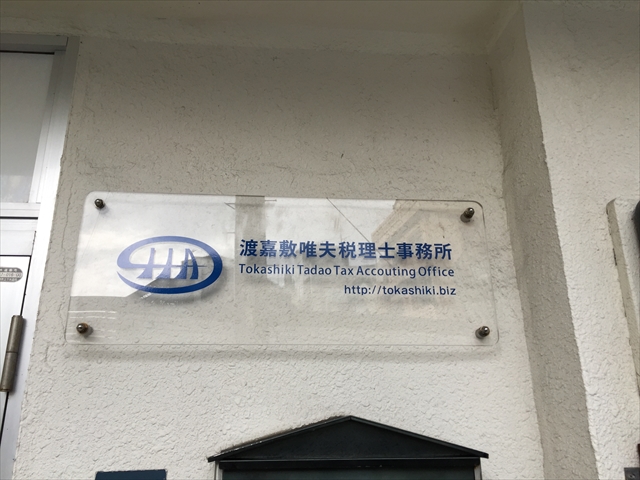 渡嘉敷唯夫税理士事務所
Tokashiki Tadao Tax Accouting Office
http://tokashiki.biz